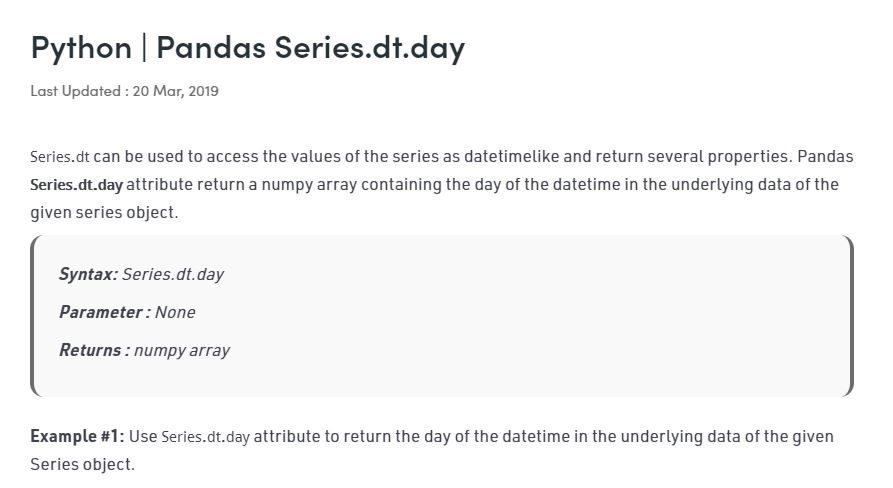 Python | Pandas Series.dt.day
Last Updated : 20 Mar, 2019
Series.dt can be used to access the values of the series as datetimelike and return several properties. Pandas
Series.dt.day attribute return a numpy array containing the day of the datetime in the underlying data of the
given series object.
Syntax: Series.dt.day
Parameter : None
Returns : numpy array
Example #1: Use Series.dt.day attribute to return the day of the datetime in the underlying data of the given
Series object.